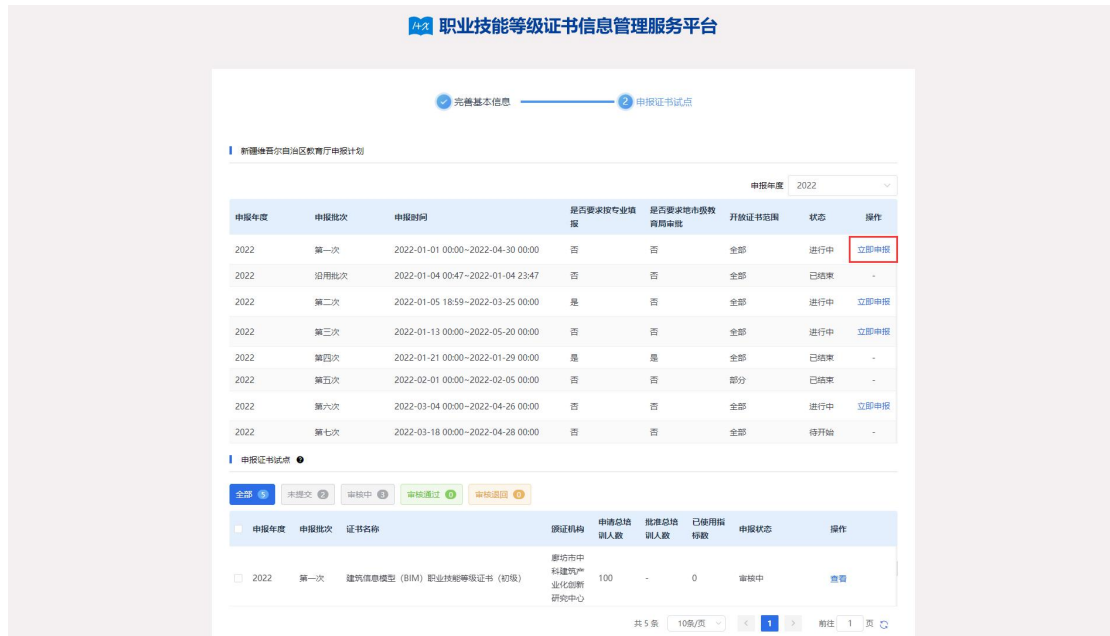 1+X 职业技能等级证书信息管理服务平台
完善基本信息 2 申报证书试点
新疆维吾尔自治区教育厅申报计划
申报年度 2022
申报年度 申报批次 申报时间 是否要求按专业填报 是否要求地市级教育局审批 开放证书范围 状态 操作
2022 第一次 2022-01-01 00:00~2022-04-30 00:00 否 否 全部 进行中 立即申报
2022 沿用批次 2022-01-04 00:47~2022-01-04 23:47 否 否 全部 已结束 -
2022 第二次 2022-01-05 18:59~2022-03-25 00:00 是 否 全部 进行中 立即申报
2022 第三次 2022-01-13 00:00~2022-05-20 00:00 否 否 全部 进行中 立即申报
2022 第四次 2022-01-21 00:00~2022-01-29 00:00 是 是 全部 已结束 -
2022 第五次 2022-02-01 00:00~2022-02-05 00:00 否 否 部分 已结束 -
2022 第六次 2022-03-04 00:00~2022-04-26 00:00 否 否 全部 进行中 立即申报
2022 第七次 2022-03-18 00:00~2022-04-28 00:00 否 否 全部 待开始 -
申报证书试点 ?
全部 5 未提交 2 审核中 3 审核通过 0 审核退回 0
申报年度 申报批次 证书名称 颁证机构 申请总培训人数 批准总培训人数 已使用指标数 申报状态 操作
2022 第一次 建筑信息模型（BIM）职业技能等级证书（初级） 廊坊市中科建筑产业化创新研究中心 100 - 0 审核中 查看
共 5 条 10条/页 < 1 > 前往 1 页